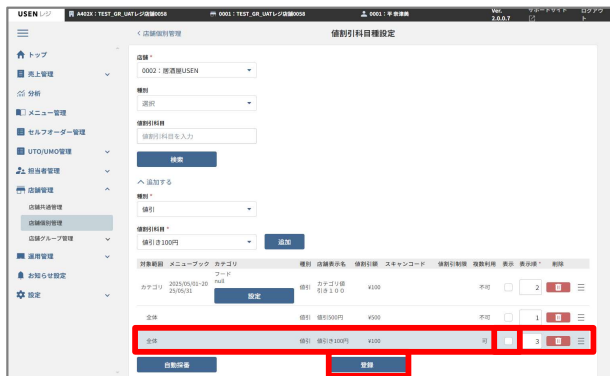 USEN レジ
A402X：TEST_GR_UATレジ店舗0058
0001：TEST_GR_UATレジ店舗0058
Ver.
2.0.0.7
サポートサイト
ログアウト
トップ
売上管理
分析
メニュー管理
セルフオーダー管理
UTO/UMO管理
担当者管理
店舗管理
店舗共通管理
店舗個別管理
店舗グループ管理
運用管理
お知らせ設定
設定
店舗個別管理
値割引科目種設定
店舗 *
0002：居酒屋USEN
種別
選択
値割引科目
値割引科目を入力
検索
追加する
種別 *
値引
値割引科目 *
値引き100円
追加
対象範囲 メニューブック カテゴリ 種別 店舗表示名 値割引額 スキャンコード 値割引制限 複数利用 表示 表示順 * 削除
カテゴリ 2025/05/01~2025/05/31 フード null 設定 値引 カテゴリ値引き１００ ¥100 不可 2
全体 値引 値引500円 ¥500 不可 1
全体 値引 値引き100円 ¥100 可 3
自動採番
登録